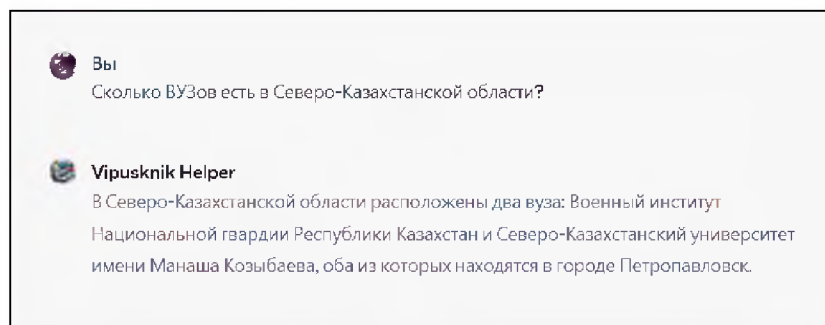 Вы
Сколько ВУЗов есть в Северо-Казахстанской области?
Vipusknik Helper
В Северо-Казахстанской области расположены два вуза: Военный институт
Национальной гвардии Республики Казахстан и Северо-Казахстанский университет
имени Манаша Козыбаева, оба из которых находятся в городе Петропавловск.